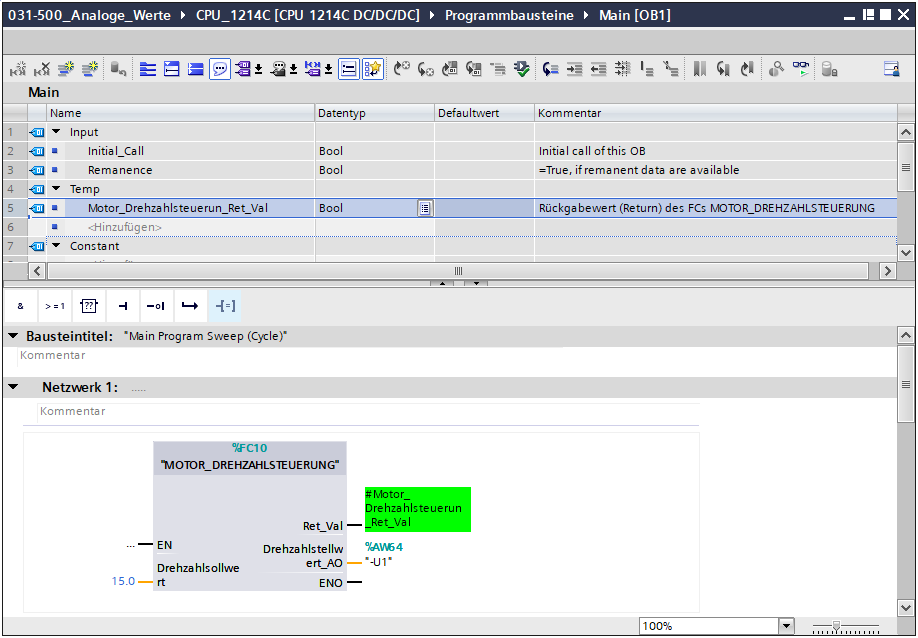 031-500_Analoge_Werte ▸ CPU_1214C [CPU 1214C DC/DC/DC] ▸ Programmbausteine ▸ Main [OB1]
Main
Name Datentyp Defaultwert Kommentar
1 Input
2 Initial_Call Bool Initial call of this OB
3 Remanence Bool =True, if remanent data are available
4 Temp
5 Motor_Drehzahlsteuerun_Ret_Val Bool Rückgabewert (Return) des FCs MOTOR_DREHZAHLSTEUERUNG
6 <Hinzufügen>
7 Constant
& >=1 ??
Bausteintitel: "Main Program Sweep (Cycle)"
Kommentar
Netzwerk 1: .....
Kommentar
%FC10
"MOTOR_DREHZAHLSTEUERUNG"
#Motor_
Drehzahlsteuerun
_Ret_Val
Ret_Val
... EN
Drehzahlstellw
ert_AO
%AW64
"-U1"
Drehzahlsollwe
rt
15.0
ENO
100%